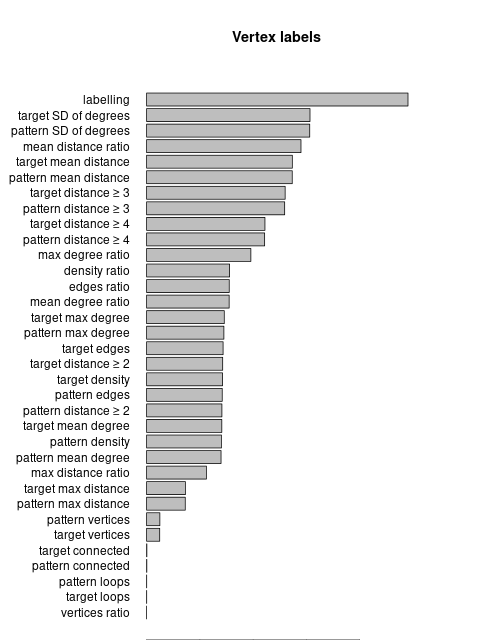 Vertex labels
labelling
target SD of degrees
pattern SD of degrees
mean distance ratio
target mean distance
pattern mean distance
target distance ≥ 3
pattern distance ≥ 3
target distance ≥ 4
pattern distance ≥ 4
max degree ratio
density ratio
edges ratio
mean degree ratio
target max degree
pattern max degree
target edges
target distance ≥ 2
target density
pattern edges
pattern distance ≥ 2
target mean degree
pattern density
pattern mean degree
max distance ratio
target max distance
pattern max distance
pattern vertices
target vertices
target connected
pattern connected
pattern loops
target loops
vertices ratio